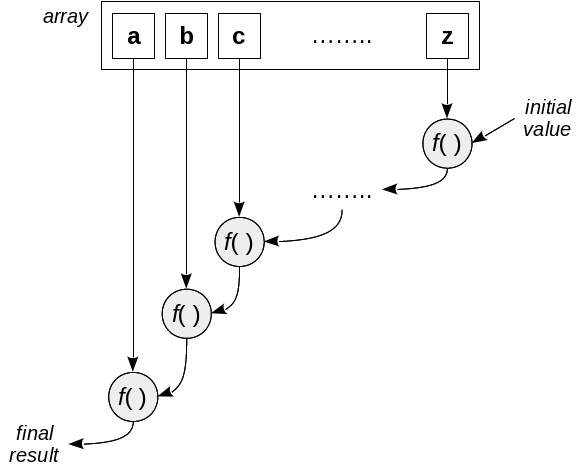 array
a b c ........ z
initial
value
f( )
........
f( )
f( )
f( )
final
result